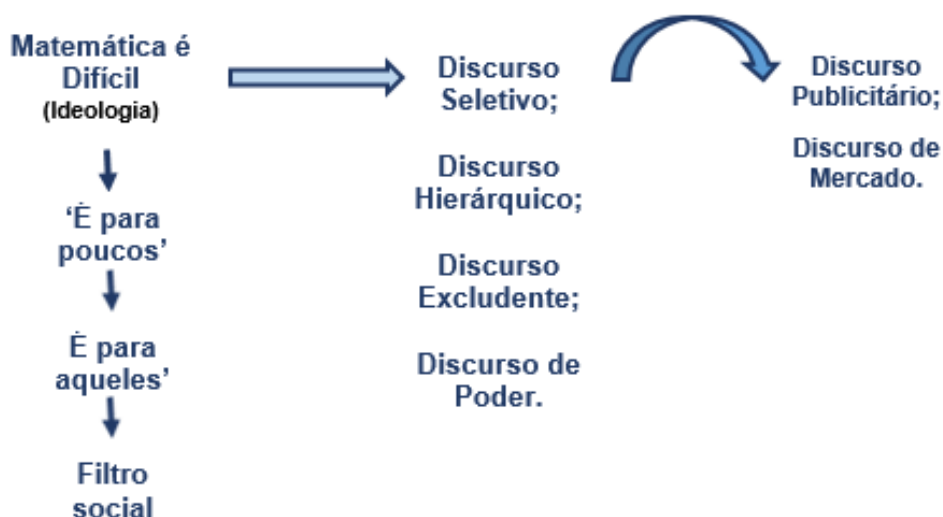 Matemática é
Difícil
(Ideologia)
‘É para
poucos’
É para
aqueles’
Filtro
social
Discurso
Seletivo;
Discurso
Hierárquico;
Discurso
Excludente;
Discurso de
Poder.
Discurso
Publicitário;
Discurso de
Mercado.